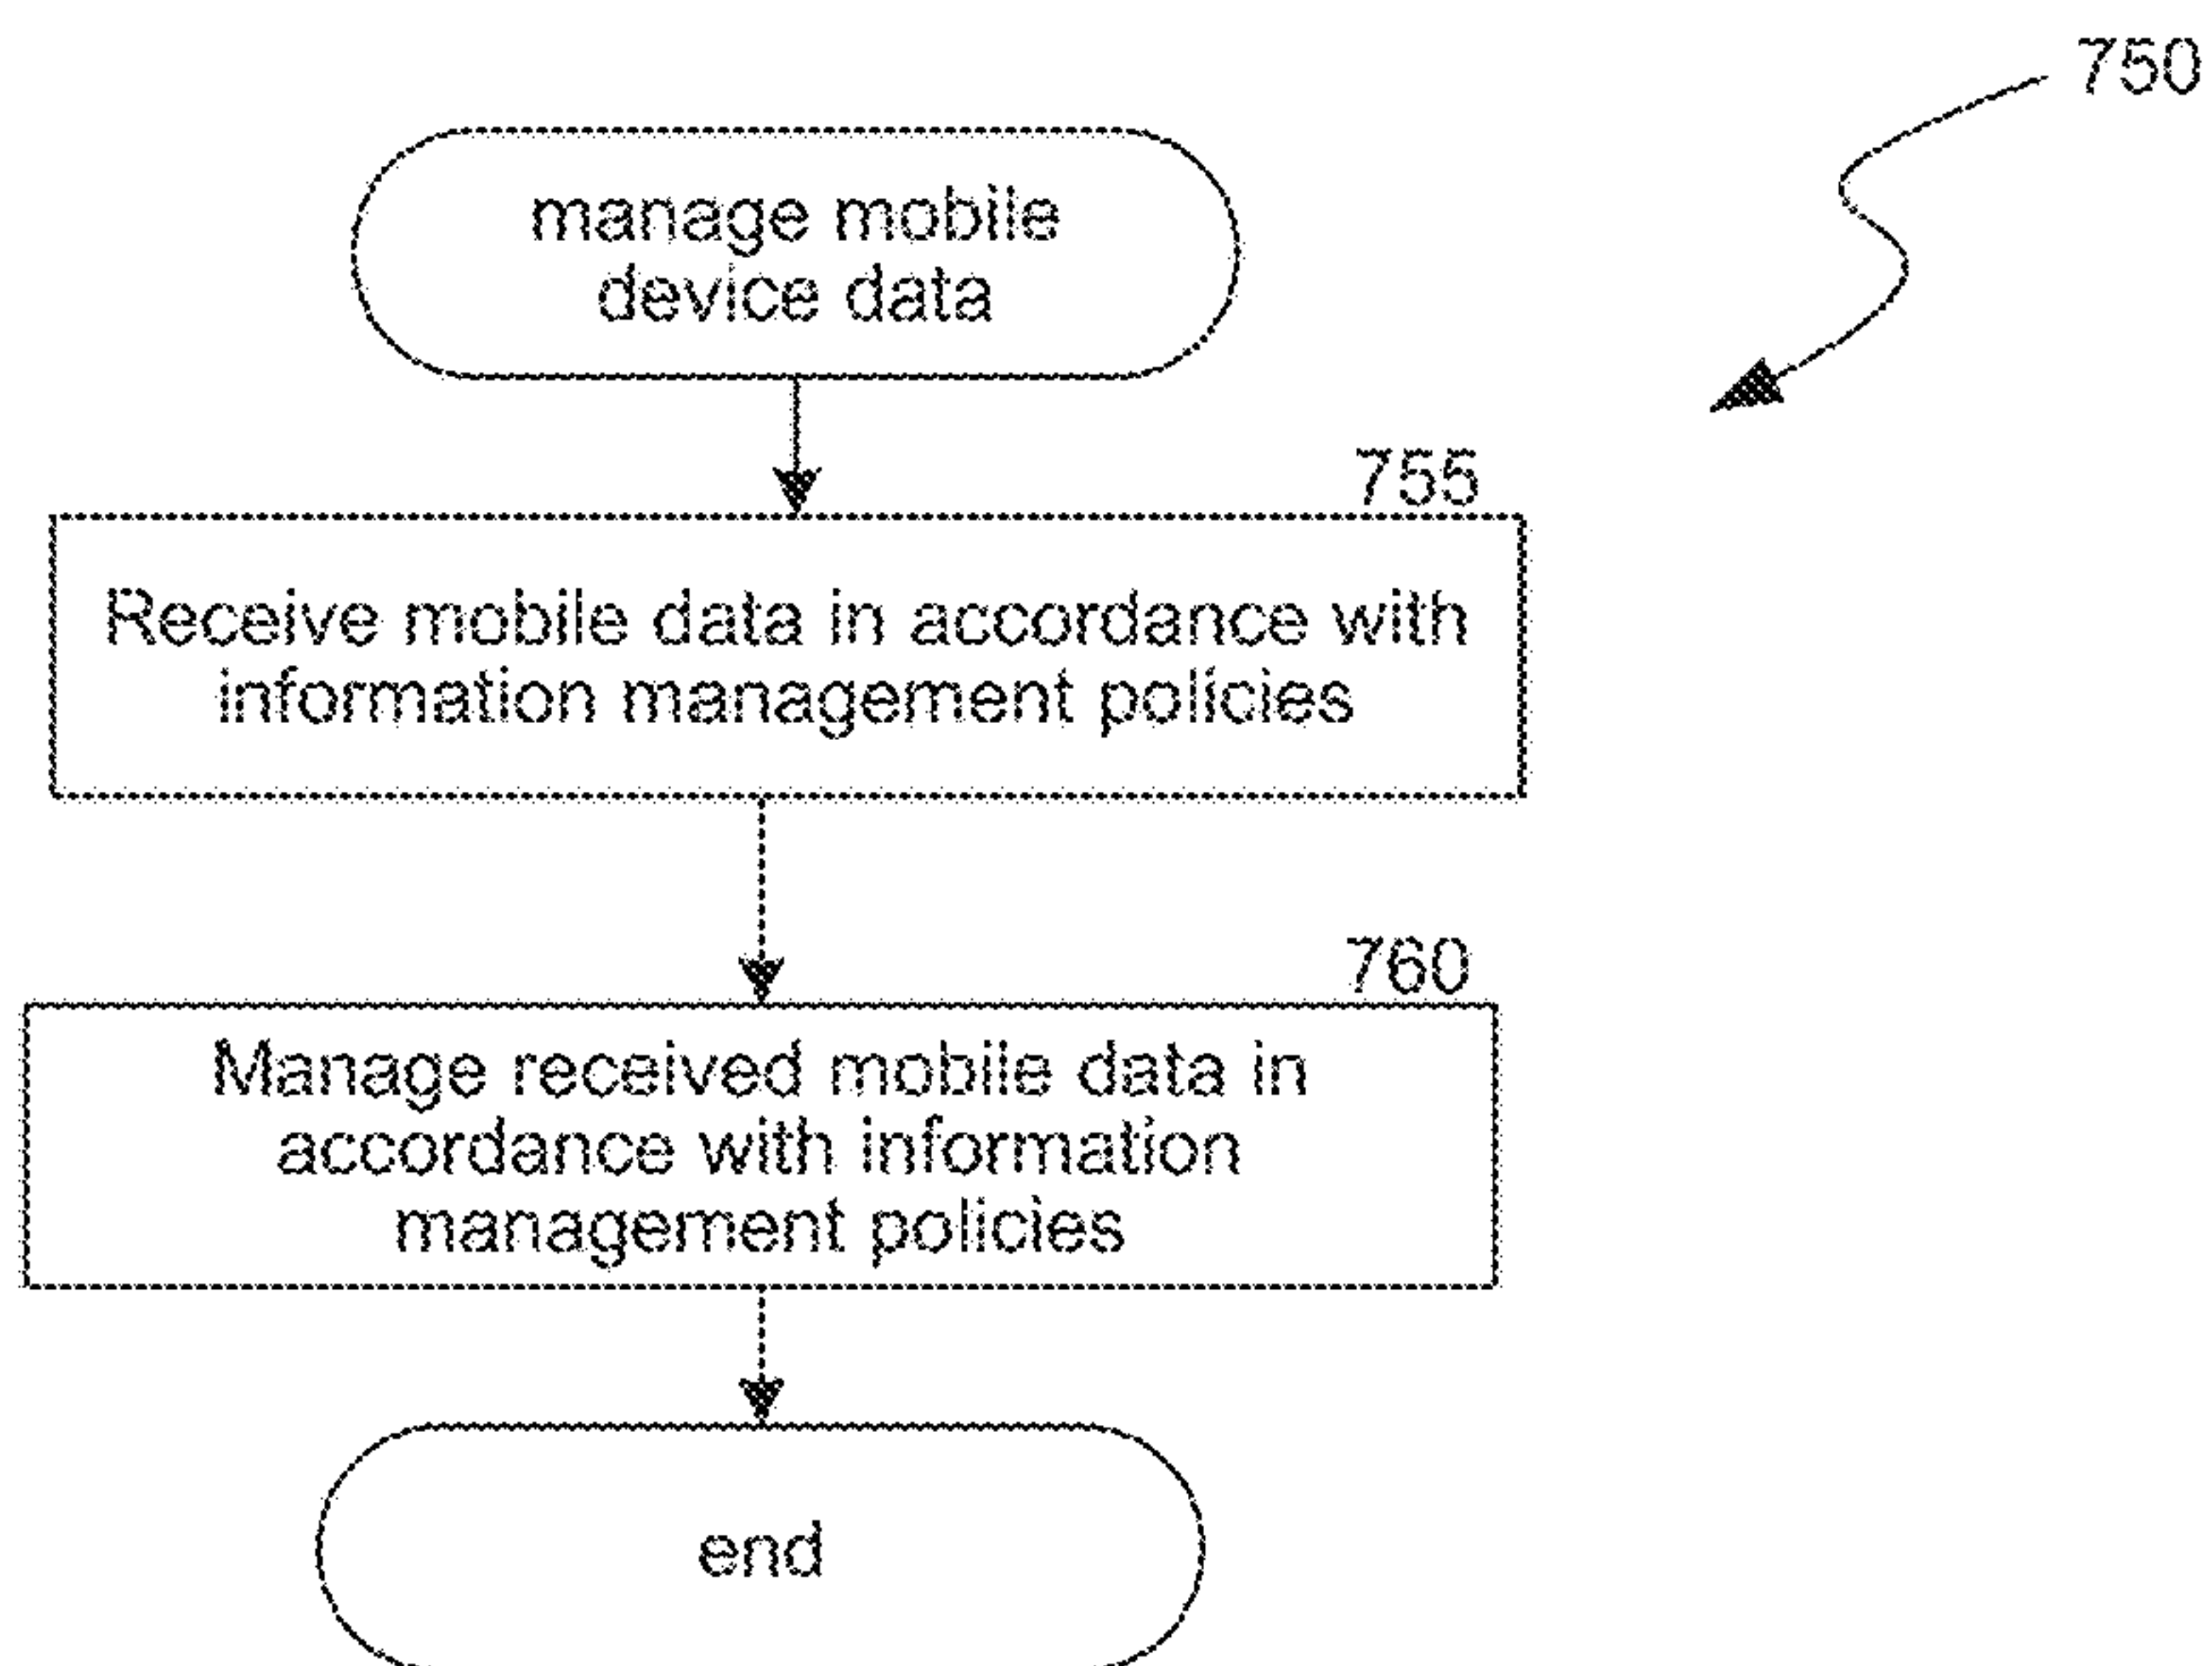 750
manage mobile
device data
755
Receive mobile data in accordance with
information management policies
760
Manage received mobile data in
accordance with information
management policies
end